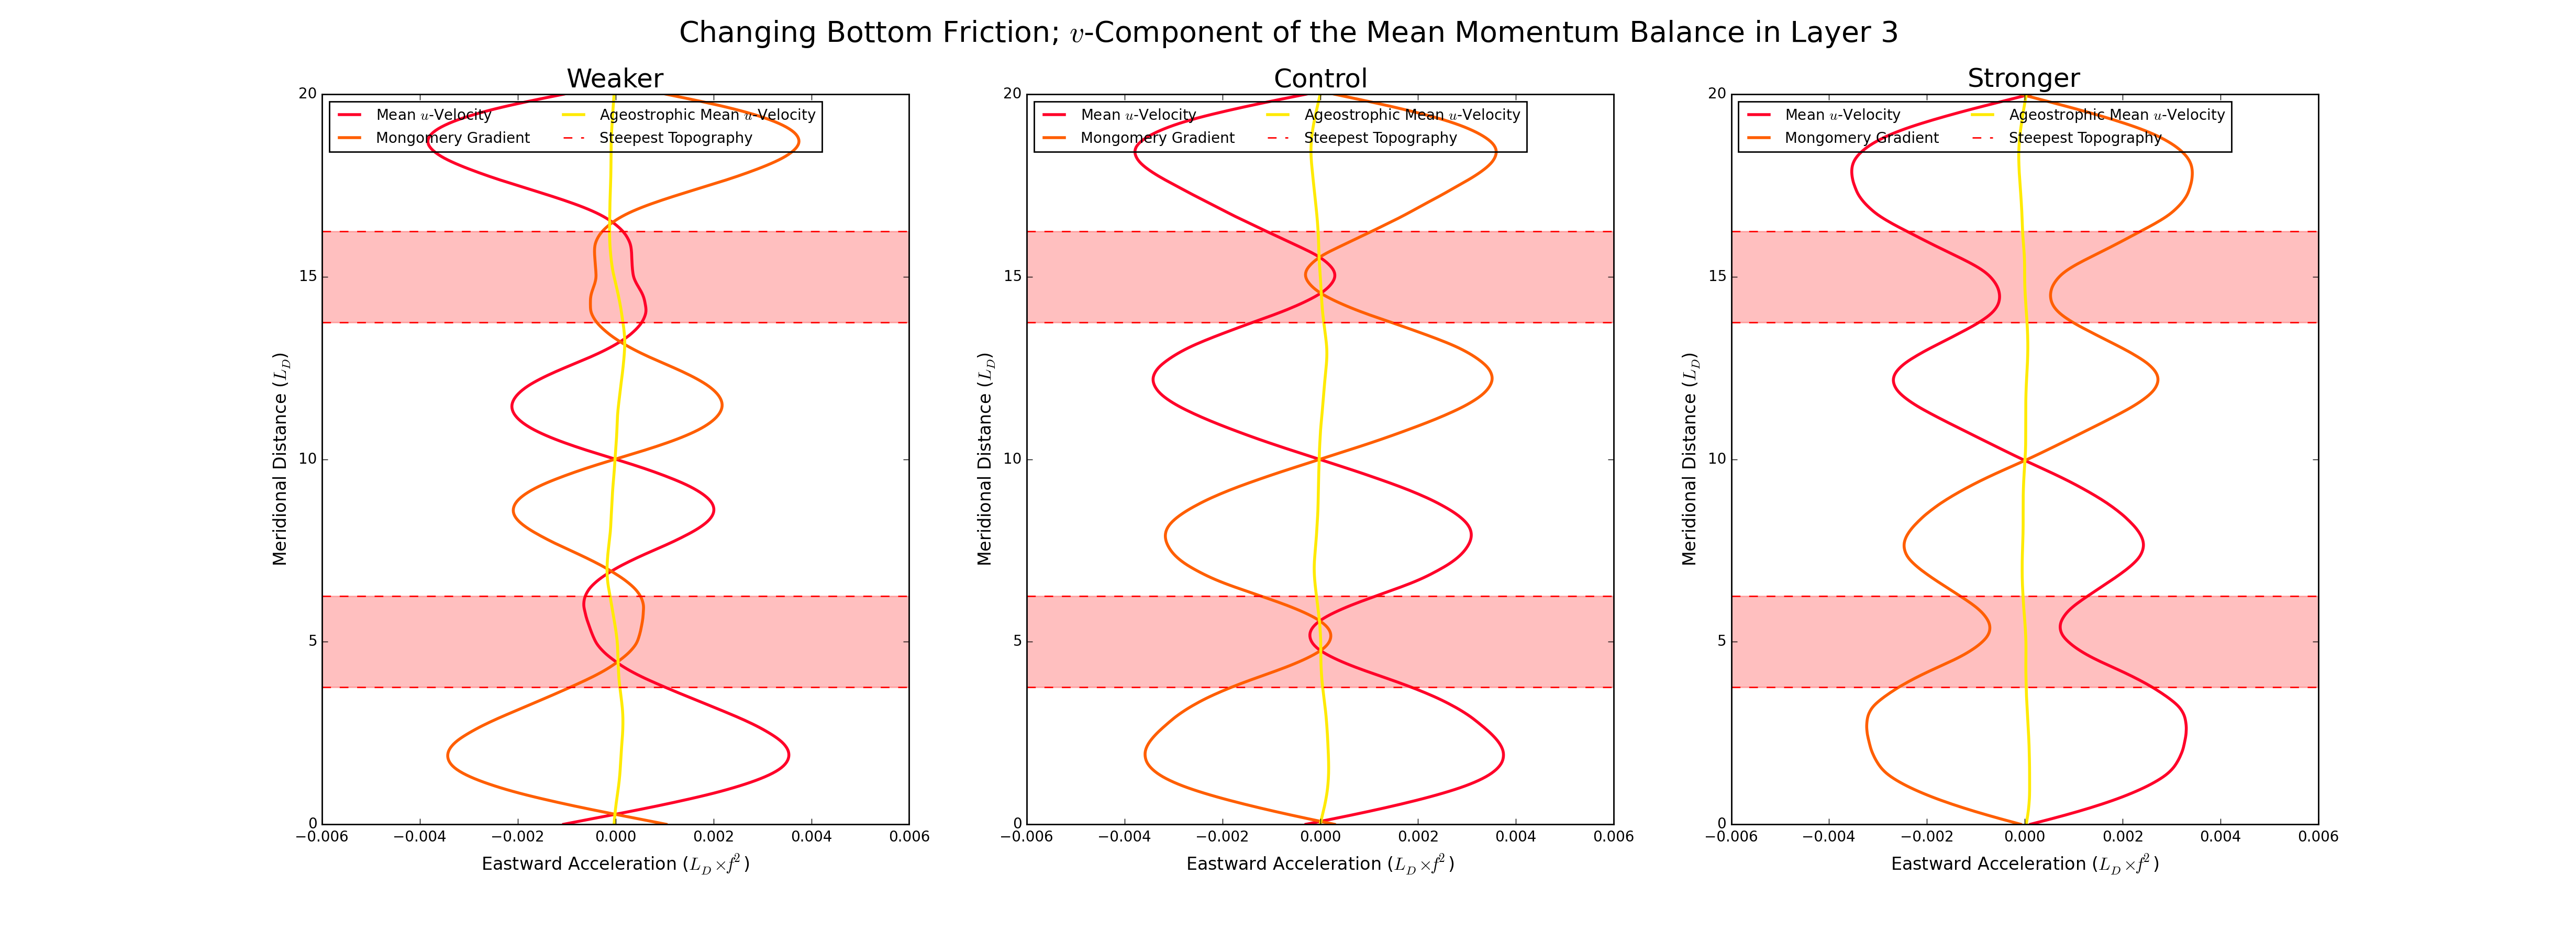 Changing Bottom Friction; v-Component of the Mean Momentum Balance in Layer 3
Weaker
Mean u-Velocity
Mongomery Gradient
Ageostrophic Mean u-Velocity
Steepest Topography
20
15
10
5
0
Meridional Distance (L_D)
−0.006 −0.004 −0.002 0.000 0.002 0.004 0.006
Eastward Acceleration (L_D×f²)
Control
Mean u-Velocity
Mongomery Gradient
Ageostrophic Mean u-Velocity
Steepest Topography
20
15
10
5
0
Meridional Distance (L_D)
−0.006 −0.004 −0.002 0.000 0.002 0.004 0.006
Eastward Acceleration (L_D×f²)
Stronger
Mean u-Velocity
Mongomery Gradient
Ageostrophic Mean u-Velocity
Steepest Topography
20
15
10
5
0
Meridional Distance (L_D)
−0.006 −0.004 −0.002 0.000 0.002 0.004 0.006
Eastward Acceleration (L_D×f²)